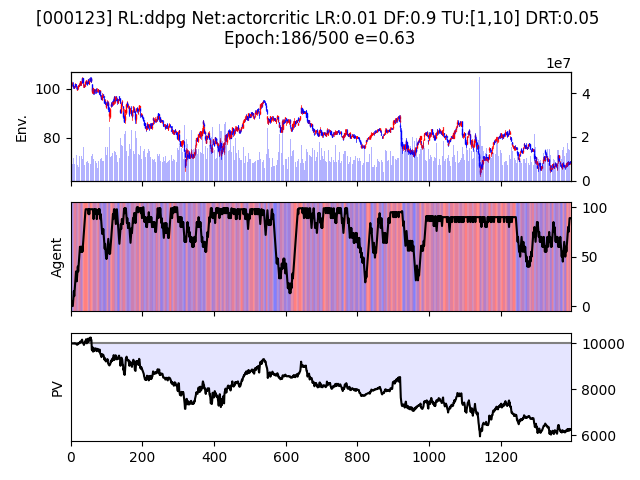 [000123] RL:ddpg Net:actorcritic LR:0.01 DF:0.9 TU:[1,10] DRT:0.05
Epoch:186/500 e=0.63
1e7
Env.
100
80
4
2
0
Agent
100
50
0
PV
10000
8000
6000
0 200 400 600 800 1000 1200